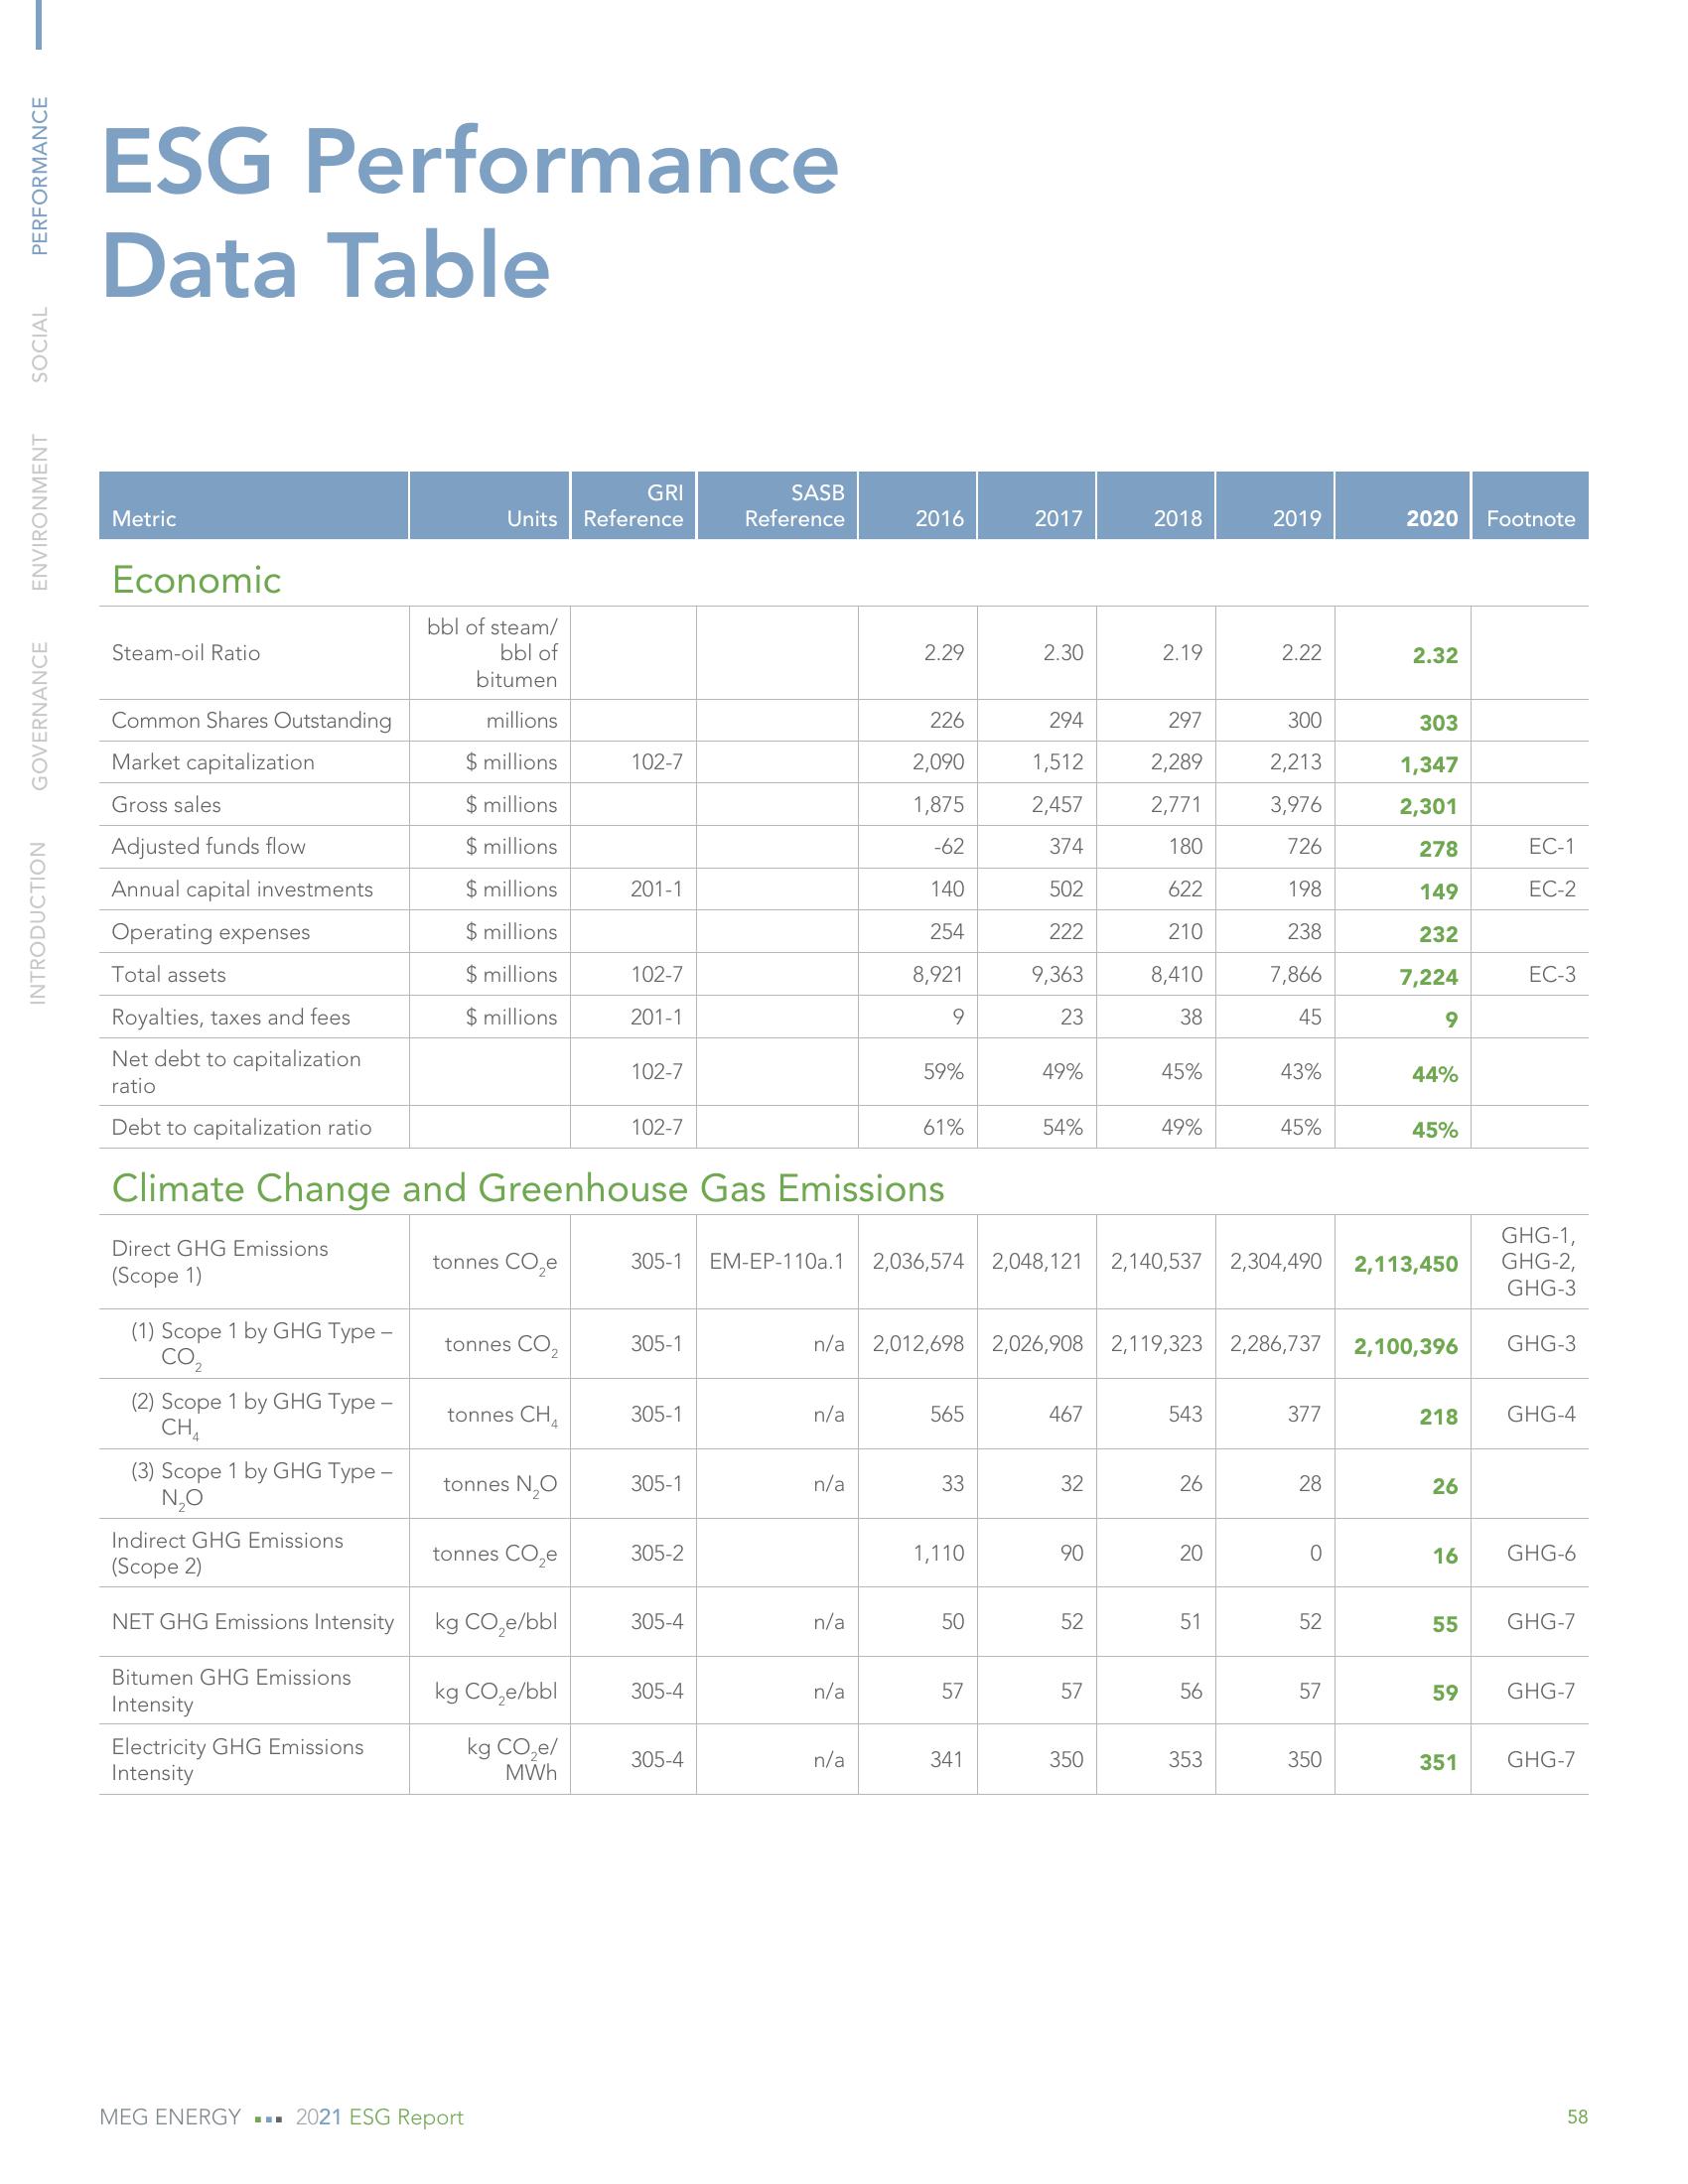 PERFORMANCE
SOCIAL
ENVIRONMENT
GOVERNANCE
INTRODUCTION
ESG Performance
Data Table
Metric Units GRI Reference SASB Reference 2016 2017 2018 2019 2020 Footnote
Economic
Steam-oil Ratio bbl of steam/ bbl of bitumen 2.29 2.30 2.19 2.22 2.32
Common Shares Outstanding millions 226 294 297 300 303
Market capitalization $ millions 102-7 2,090 1,512 2,289 2,213 1,347
Gross sales $ millions 1,875 2,457 2,771 3,976 2,301
Adjusted funds flow $ millions -62 374 180 726 278 EC-1
Annual capital investments $ millions 201-1 140 502 622 198 149 EC-2
Operating expenses $ millions 254 222 210 238 232
Total assets $ millions 102-7 8,921 9,363 8,410 7,866 7,224 EC-3
Royalties, taxes and fees $ millions 201-1 9 23 38 45 9
Net debt to capitalization ratio 102-7 59% 49% 45% 43% 44%
Debt to capitalization ratio 102-7 61% 54% 49% 45% 45%
Climate Change and Greenhouse Gas Emissions
Direct GHG Emissions (Scope 1) tonnes CO₂e 305-1 EM-EP-110a.1 2,036,574 2,048,121 2,140,537 2,304,490 2,113,450 GHG-1, GHG-2, GHG-3
(1) Scope 1 by GHG Type – CO₂ tonnes CO₂ 305-1 n/a 2,012,698 2,026,908 2,119,323 2,286,737 2,100,396 GHG-3
(2) Scope 1 by GHG Type – CH₄ tonnes CH₄ 305-1 n/a 565 467 543 377 218 GHG-4
(3) Scope 1 by GHG Type – N₂O tonnes N₂O 305-1 n/a 33 32 26 28 26
Indirect GHG Emissions (Scope 2) tonnes CO₂e 305-2 1,110 90 20 0 16 GHG-6
NET GHG Emissions Intensity kg CO₂e/bbl 305-4 n/a 50 52 51 52 55 GHG-7
Bitumen GHG Emissions Intensity kg CO₂e/bbl 305-4 n/a 57 57 56 57 59 GHG-7
Electricity GHG Emissions Intensity kg CO₂e/ MWh 305-4 n/a 341 350 353 350 351 GHG-7
MEG ENERGY 2021 ESG Report 58